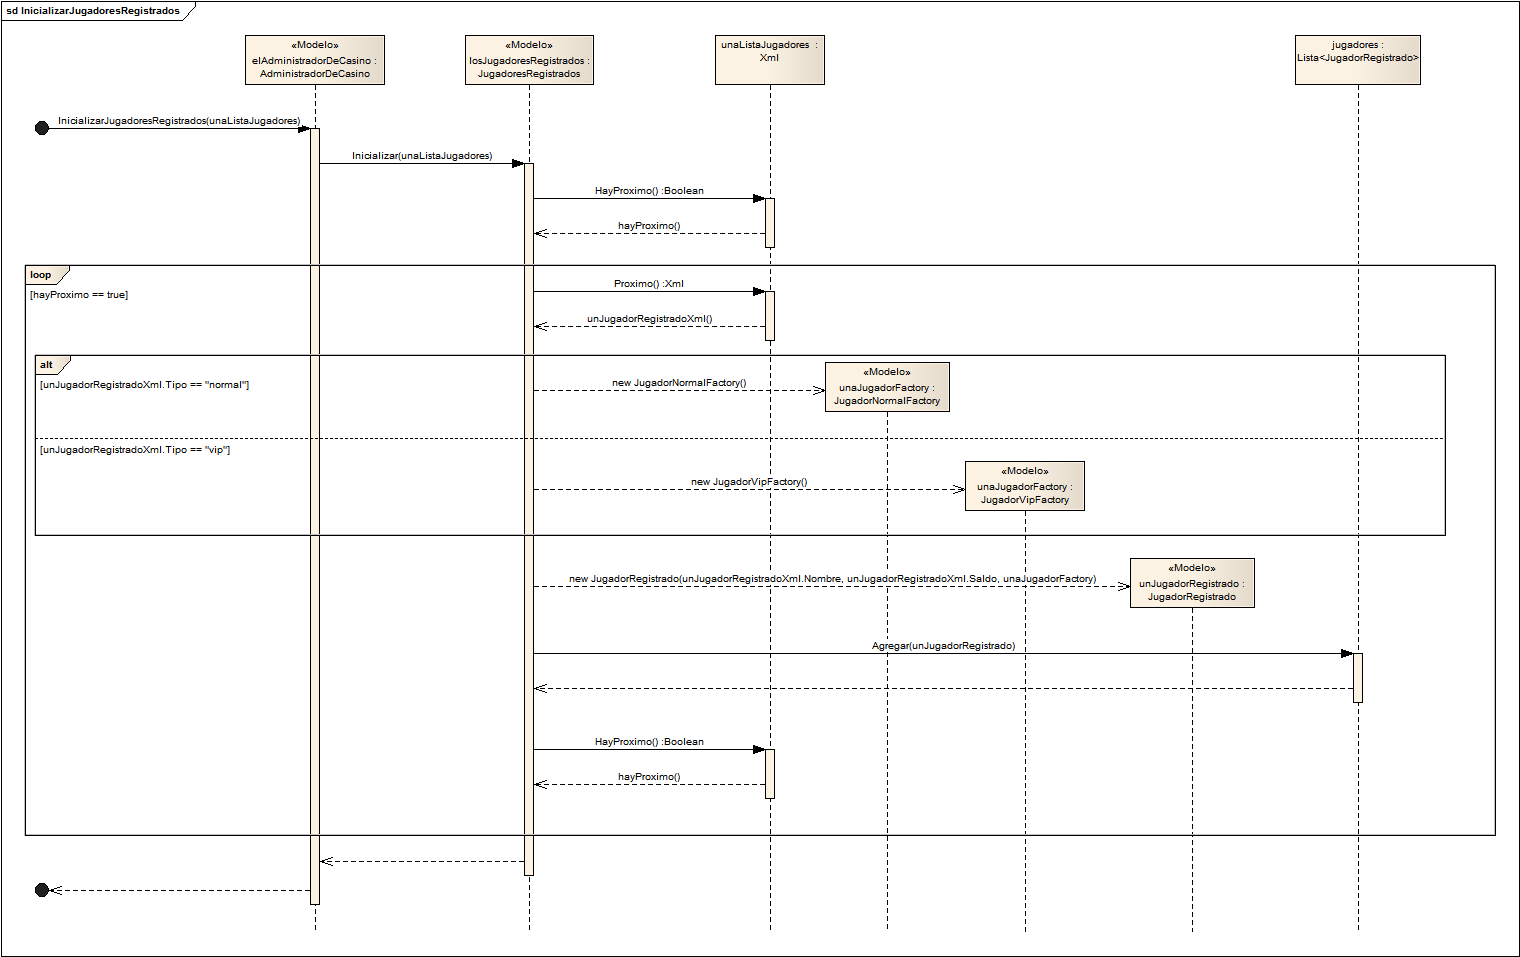 sd InicializarJugadoresRegistrados
«Modelo»
elAdministradorDeCasino :
AdministradorDeCasino
«Modelo»
losJugadoresRegistrados :
JugadoresRegistrados
unaListaJugadores :
Xml
jugadores :
Lista<JugadorRegistrado>
InicializarJugadoresRegistrados(unaListaJugadores)
Inicializar(unaListaJugadores)
HayProximo() :Boolean
hayProximo()
loop
[hayProximo == true]
Proximo() :Xml
unJugadorRegistradoXml()
alt
[unJugadorRegistradoXml.Tipo == "normal"]
new JugadorNormalFactory()
«Modelo»
unaJugadorFactory :
JugadorNormalFactory
[unJugadorRegistradoXml.Tipo == "vip"]
new JugadorVipFactory()
«Modelo»
unaJugadorFactory :
JugadorVipFactory
new JugadorRegistrado(unJugadorRegistradoXml.Nombre, unJugadorRegistradoXml.Saldo, unaJugadorFactory)
«Modelo»
unJugadorRegistrado :
JugadorRegistrado
Agregar(unJugadorRegistrado)
HayProximo() :Boolean
hayProximo()